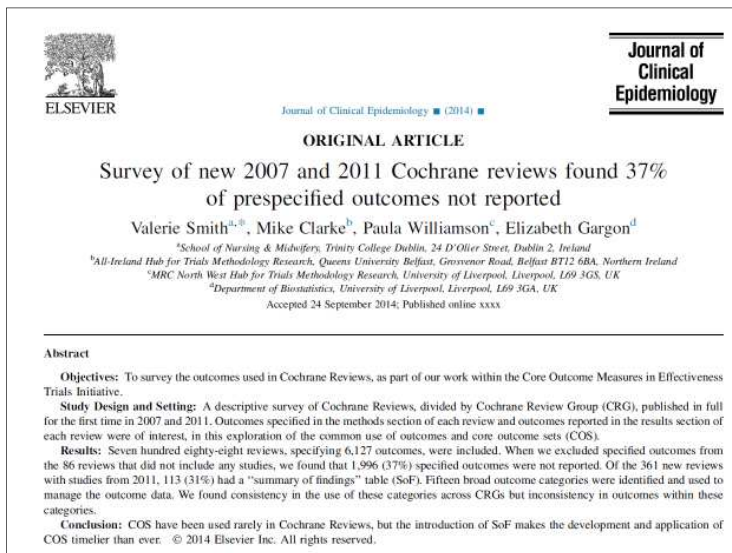 ELSEVIER
Journal of Clinical Epidemiology ■ (2014) ■
Journal of
Clinical
Epidemiology
ORIGINAL ARTICLE
Survey of new 2007 and 2011 Cochrane reviews found 37%
of prespecified outcomes not reported
Valerie Smithᵃ,*, Mike Clarkeᵇ, Paula Williamsonᶜ, Elizabeth Gargonᵈ
ᵃSchool of Nursing & Midwifery, Trinity College Dublin, 24 D'Olier Street, Dublin 2, Ireland
ᵇAll-Ireland Hub for Trials Methodology Research, Queens University Belfast, Grosvenor Road, Belfast BT12 6BA, Northern Ireland
ᶜMRC North West Hub for Trials Methodology Research, University of Liverpool, Liverpool, L69 3GS, UK
ᵈDepartment of Biostatistics, University of Liverpool, Liverpool, L69 3GA, UK
Accepted 24 September 2014; Published online xxxx
Abstract
Objectives: To survey the outcomes used in Cochrane Reviews, as part of our work within the Core Outcome Measures in Effectiveness
Trials Initiative.
Study Design and Setting: A descriptive survey of Cochrane Reviews, divided by Cochrane Review Group (CRG), published in full
for the first time in 2007 and 2011. Outcomes specified in the methods section of each review and outcomes reported in the results section of
each review were of interest, in this exploration of the common use of outcomes and core outcome sets (COS).
Results: Seven hundred eighty-eight reviews, specifying 6,127 outcomes, were included. When we excluded specified outcomes from
the 86 reviews that did not include any studies, we found that 1,996 (37%) specified outcomes were not reported. Of the 361 new reviews
with studies from 2011, 113 (31%) had a "summary of findings" table (SoF). Fifteen broad outcome categories were identified and used to
manage the outcome data. We found consistency in the use of these categories across CRGs but inconsistency in outcomes within these
categories.
Conclusion: COS have been used rarely in Cochrane Reviews, but the introduction of SoF makes the development and application of
COS timelier than ever. © 2014 Elsevier Inc. All rights reserved.